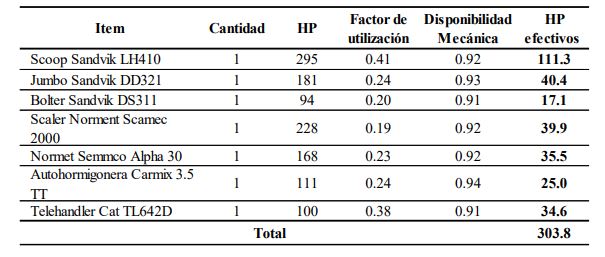 Item Cantidad HP Factor de utilización Disponibilidad Mecánica HP efectivos
Scoop Sandvik LH410 1 295 0.41 0.92 111.3
Jumbo Sandvik DD321 1 181 0.24 0.93 40.4
Bolter Sandvik DS311 1 94 0.20 0.91 17.1
Scaler Norment Scamec 2000 1 228 0.19 0.92 39.9
Normet Semmco Alpha 30 1 168 0.23 0.92 35.5
Autohormigonera Carmix 3.5 TT 1 111 0.24 0.94 25.0
Telehandler Cat TL642D 1 100 0.38 0.91 34.6
Total 303.8